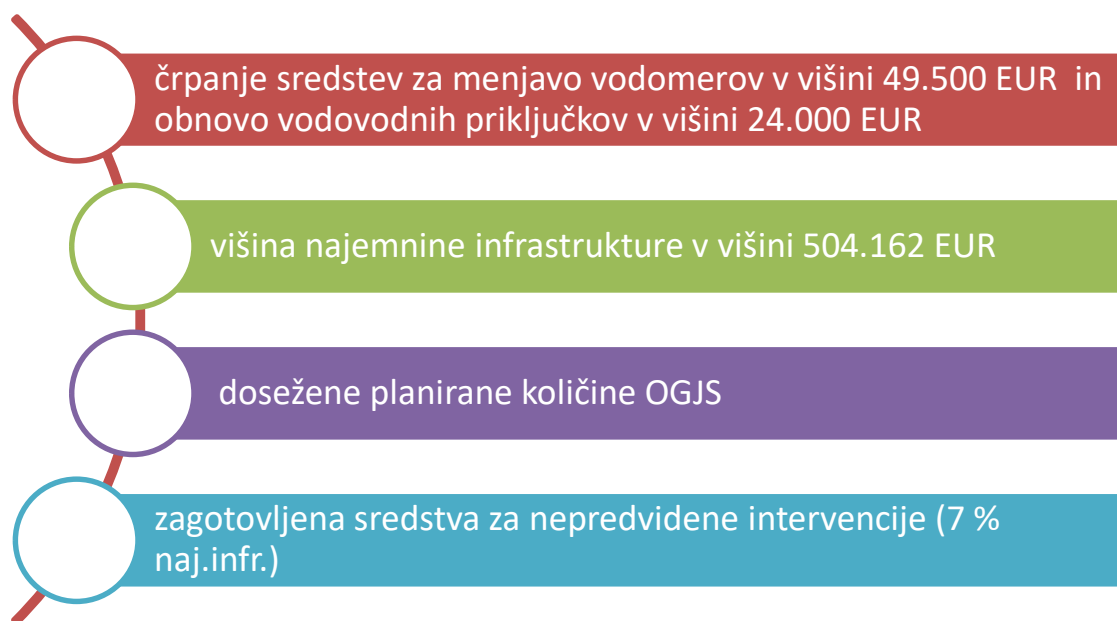 črpanje sredstev za menjavo vodomerov v višini 49.500 EUR in
obnovo vodovodnih priključkov v višini 24.000 EUR
višina najemnine infrastrukture v višini 504.162 EUR
dosežene planirane količine OGJS
zagotovljena sredstva za nepredvidene intervencije (7 %
naj.infr.)